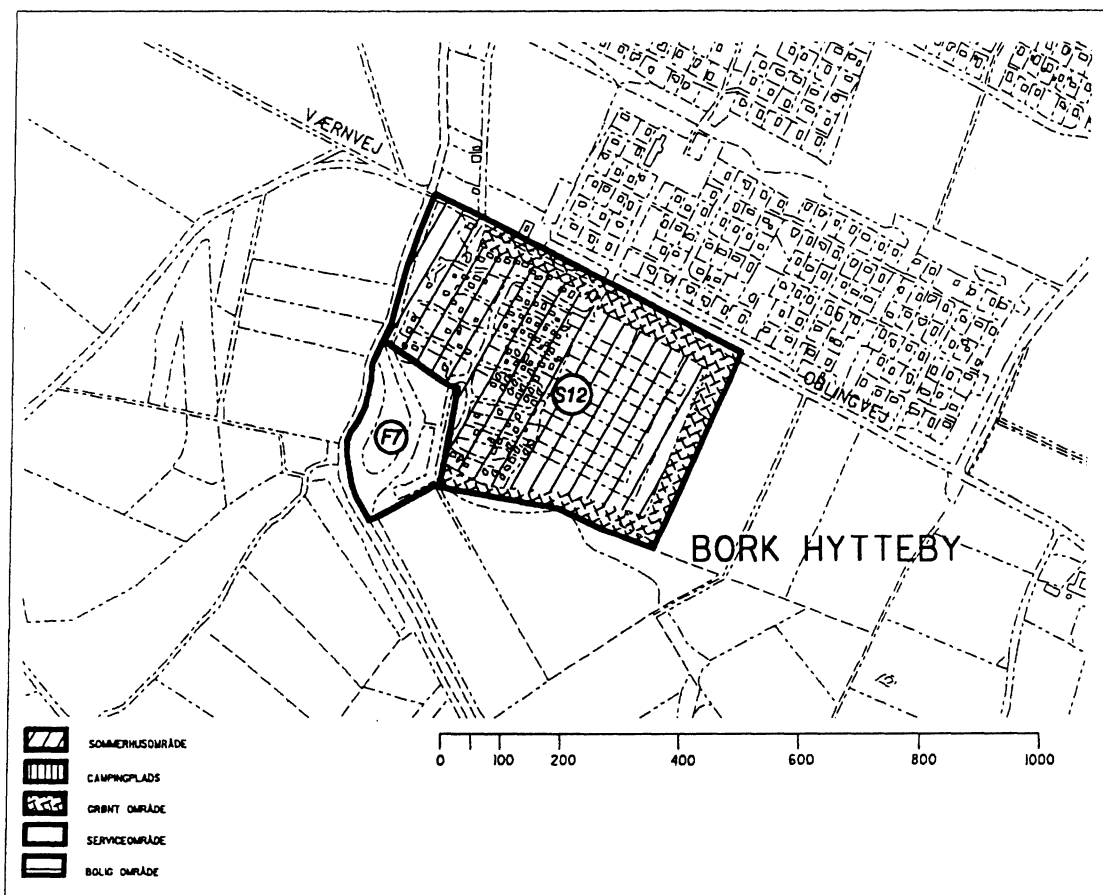 VÆRNVEJ
S12
OBLINGVEJ
F7
BORK HYTTEBY
SOMMERHUSOMRÅDE
CAMPINGPLADS
GRØNT OMRÅDE
SERVICEOMRÅDE
BOLIG OMRÅDE
0 100 200 400 600 800 1000